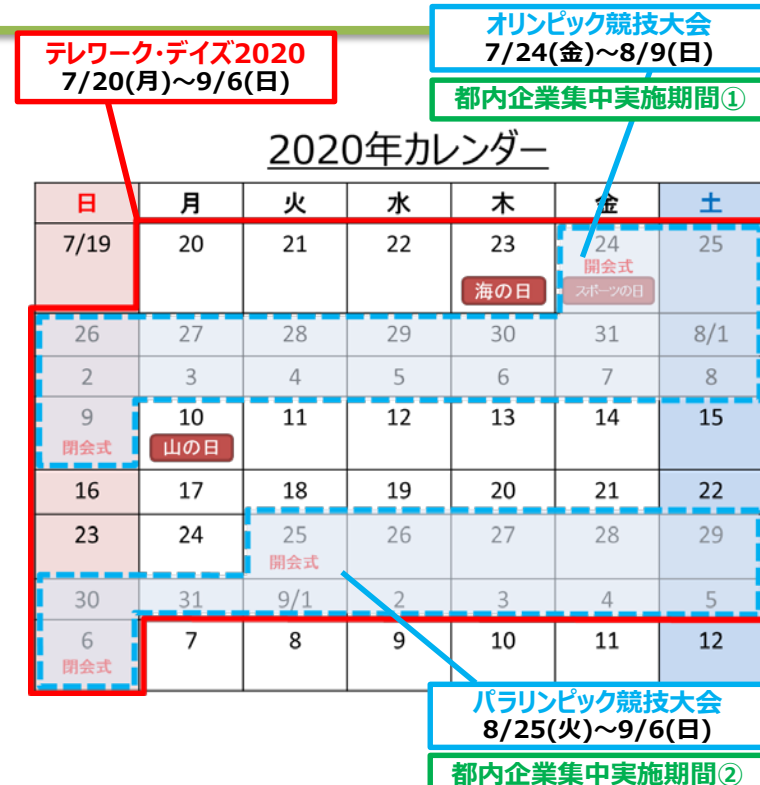 オリンピック競技大会
7/24(金)～8/9(日)
テレワーク・デイズ2020
7/20(月)～9/6(日)
都内企業集中実施期間①
2020年カレンダー
日 月 火 水 木 金 土
7/19 20 21 22 23 24 25
開会式
海の日 スポーツの日
26 27 28 29 30 31 8/1
2 3 4 5 6 7 8
9 10 11 12 13 14 15
閉会式 山の日
16 17 18 19 20 21 22
23 24 25 26 27 28 29
開会式
30 31 9/1 2 3 4 5
6 7 8 9 10 11 12
閉会式
パラリンピック競技大会
8/25(火)～9/6(日)
都内企業集中実施期間②